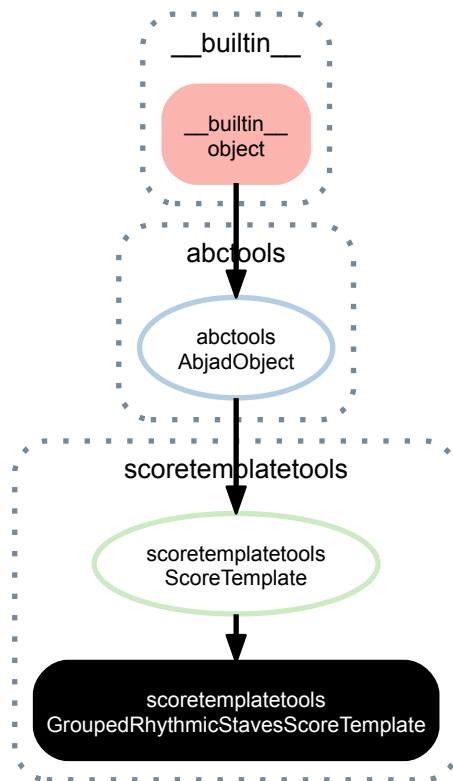 __builtin__
__builtin__
object
abctools
abctools
AbjadObject
scoretemplatetools
scoretemplatetools
ScoreTemplate
scoretemplatetools
GroupedRhythmicStavesScoreTemplate